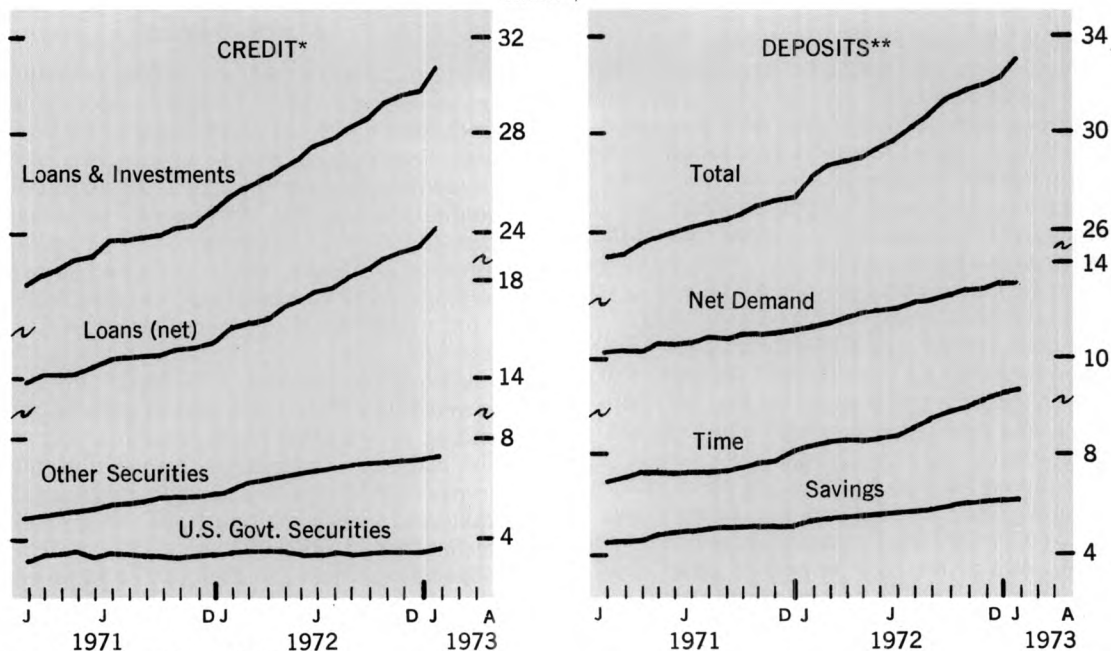 CREDIT*
32
28
Loans & Investments
24
18
Loans (net)
14
8
Other Securities
U.S. Govt. Securities
4
J J D J J D J A
1971 1972 1973
DEPOSITS**
34
30
Total
26
14
Net Demand
10
Time
8
Savings
4
J J D J J D J A
1971 1972 1973